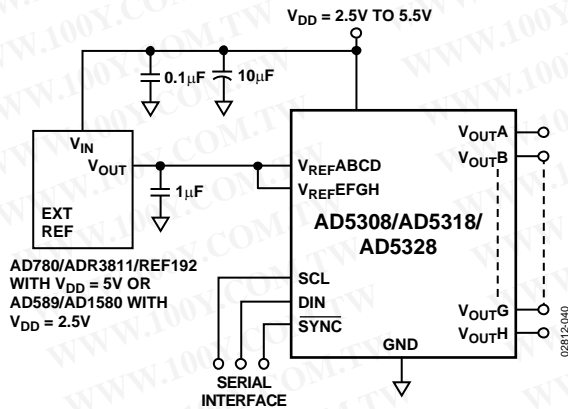 VDD = 2.5V TO 5.5V
0.1µF
10µF
VIN
VOUT
1µF
EXT
REF
AD780/ADR3811/REF192
WITH VDD = 5V OR
AD589/AD1580 WITH
VDD = 2.5V
VREFABCD
VREFEFGH
AD5308/AD5318/
AD5328
SCL
DIN
SYNC
GND
VOUTA
VOUTB
VOUTG
VOUTH
SERIAL
INTERFACE
02812-040
WWW.100Y.COM.TW